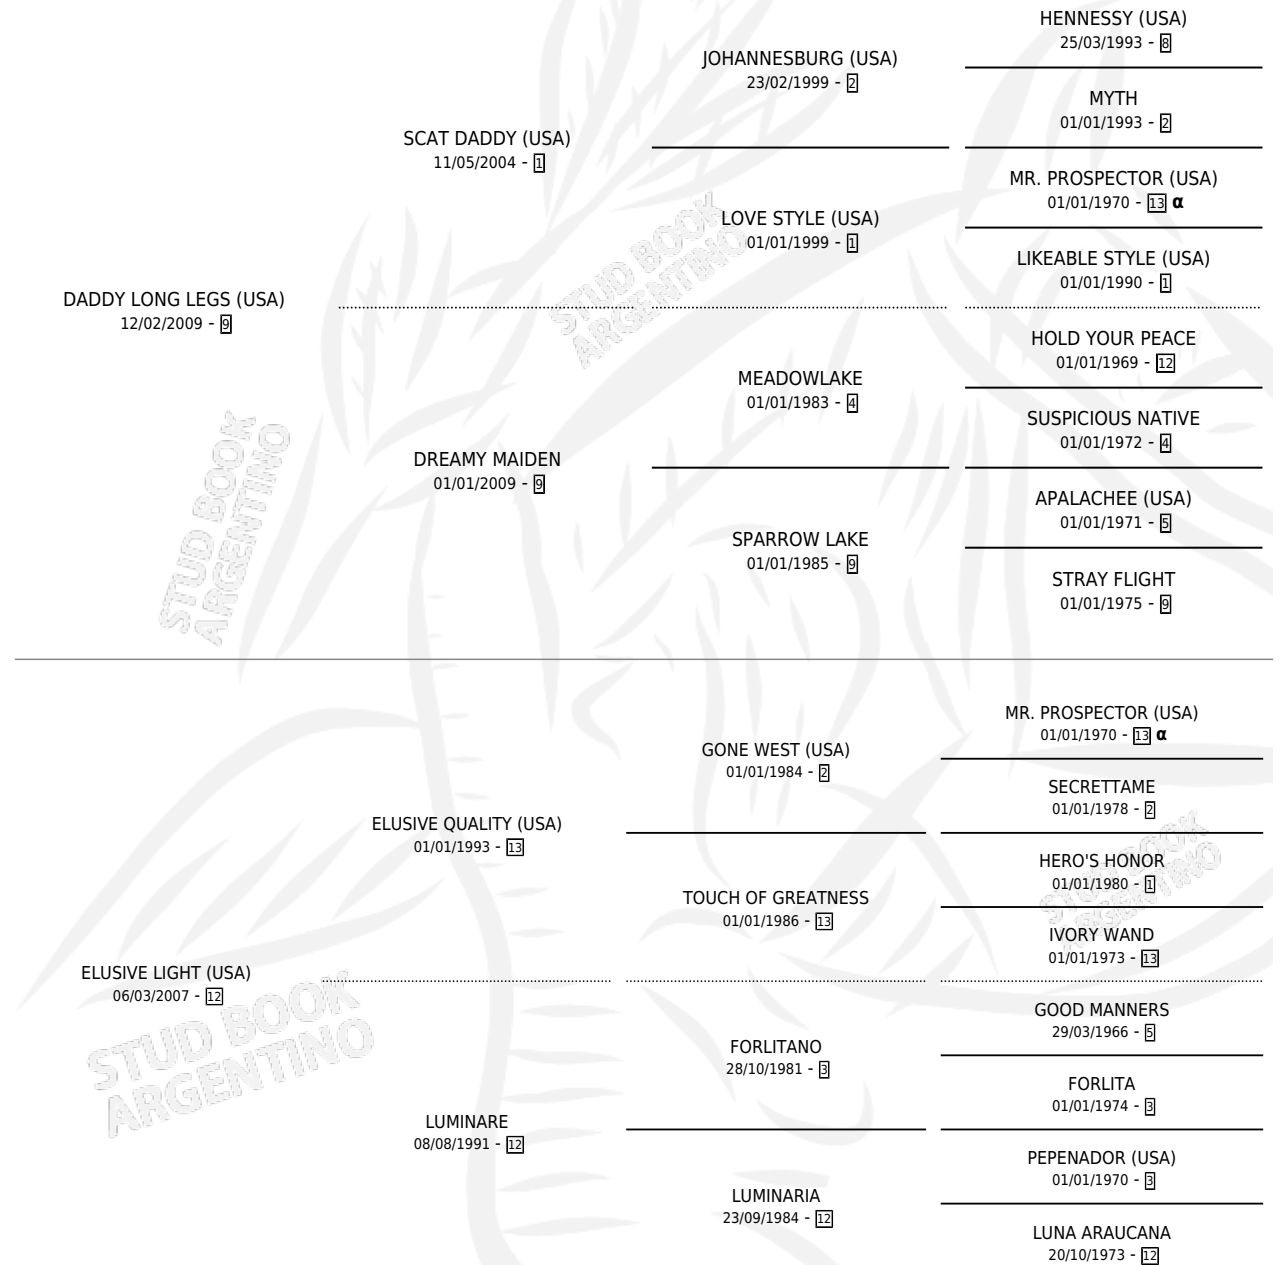 HENNESSY (USA)
25/03/1993 - 8
JOHANNESBURG (USA)
23/02/1999 - 2
MYTH
01/01/1993 - 2
SCAT DADDY (USA)
11/05/2004 - 1
MR. PROSPECTOR (USA)
01/01/1970 - 13 α
LOVE STYLE (USA)
01/01/1999 - 1
LIKEABLE STYLE (USA)
01/01/1990 - 1
DADDY LONG LEGS (USA)
12/02/2009 - 9
HOLD YOUR PEACE
01/01/1969 - 12
MEADOWLAKE
01/01/1983 - 4
SUSPICIOUS NATIVE
01/01/1972 - 4
DREAMY MAIDEN
01/01/2009 - 9
APALACHEE (USA)
01/01/1971 - 5
SPARROW LAKE
01/01/1985 - 9
STRAY FLIGHT
01/01/1975 - 9
MR. PROSPECTOR (USA)
01/01/1970 - 13 α
GONE WEST (USA)
01/01/1984 - 2
SECRETTAME
01/01/1978 - 2
ELUSIVE QUALITY (USA)
01/01/1993 - 13
HERO'S HONOR
01/01/1980 - 1
TOUCH OF GREATNESS
01/01/1986 - 13
IVORY WAND
01/01/1973 - 13
ELUSIVE LIGHT (USA)
06/03/2007 - 12
GOOD MANNERS
29/03/1966 - 5
FORLITANO
28/10/1981 - 3
FORLITA
01/01/1974 - 3
LUMINARE
08/08/1991 - 12
PEPENADOR (USA)
01/01/1970 - 3
LUMINARIA
23/09/1984 - 12
LUNA ARAUCANA
20/10/1973 - 12
STUD BOOK
ARGENTINO
STUD BOOK
ARGENTINO
STUD BOOK
ARGENTINO
STUD BOOK
ARGENTINO